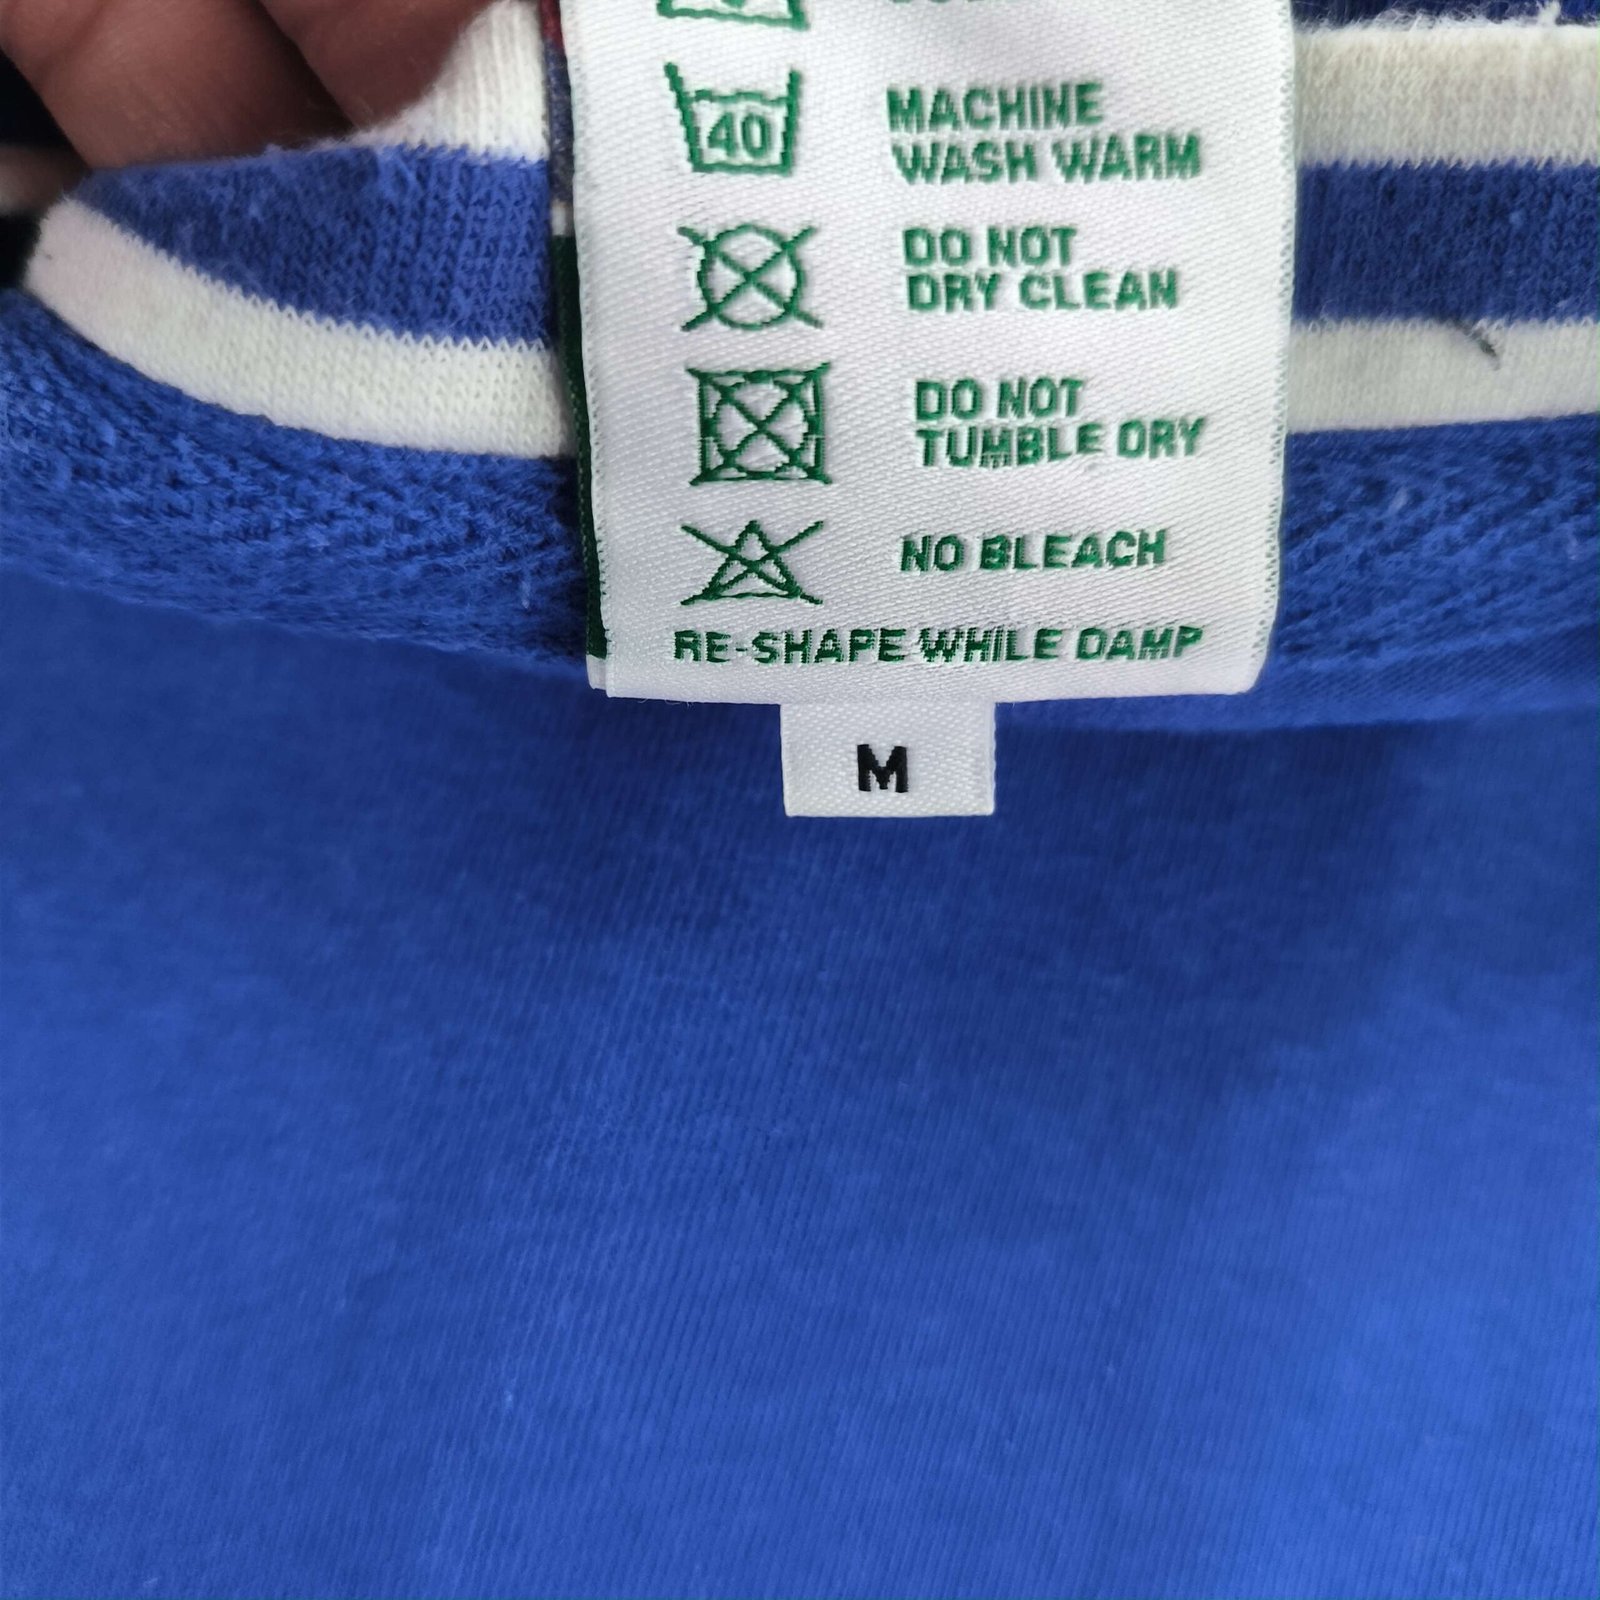 40
MACHINE
WASH WARM
DO NOT
DRY CLEAN
DO NOT
TUMBLE DRY
NO BLEACH
RE-SHAPE WHILE DAMP
M